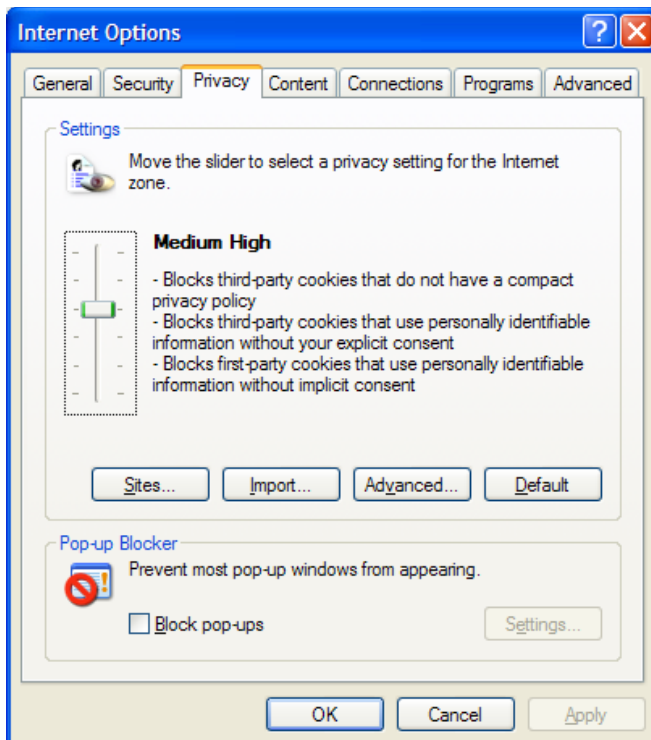 Internet Options
General Security Privacy Content Connections Programs Advanced
Settings
Move the slider to select a privacy setting for the Internet
zone.
Medium High
- Blocks third-party cookies that do not have a compact
privacy policy
- Blocks third-party cookies that use personally identifiable
information without your explicit consent
- Blocks first-party cookies that use personally identifiable
information without implicit consent
Sites... Import... Advanced... Default
Pop-up Blocker
Prevent most pop-up windows from appearing.
Block pop-ups Settings...
OK Cancel Apply